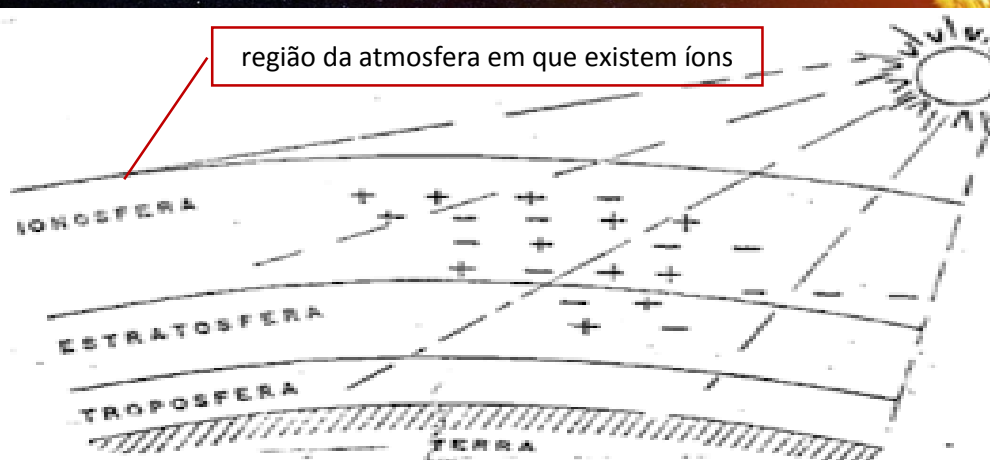 região da atmosfera em que existem íons
IONOSFERA
ESTRATOSFERA
TROPOSFERA
TERRA